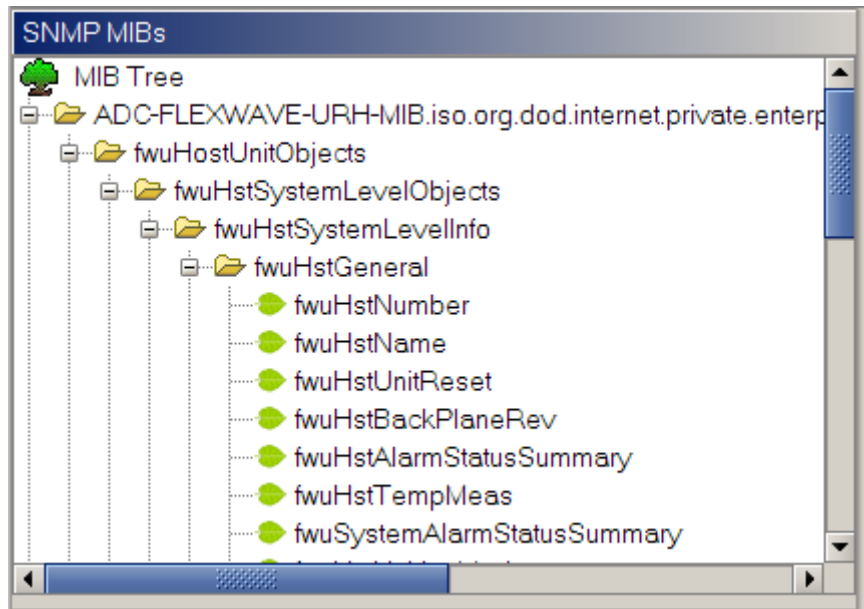 SNMP MIBs
MIB Tree
ADC-FLEXWAVE-URH-MIB.iso.org.dod.internet.private.enterp
fwuHostUnitObjects
fwuHstSystemLevelObjects
fwuHstSystemLevelInfo
fwuHstGeneral
fwuHstNumber
fwuHstName
fwuHstUnitReset
fwuHstBackPlaneRev
fwuHstAlarmStatusSummary
fwuHstTempMeas
fwuSystemAlarmStatusSummary